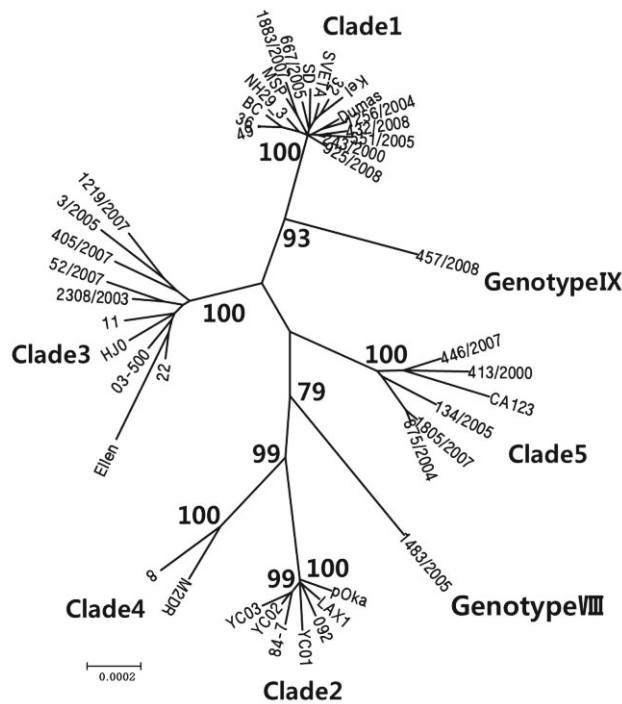 Clade1
1883/2007
667/2005
SD
SVETA
32
Kel
Dumas
1256/2004
432/2008
243/2000
925/2008
MSP
NH29_3
BC
36
49
100
93
457/2008
GenotypeIX
1219/2007
3/2005
405/2007
52/2007
2308/2003
11
HJ0
03-500
22
Ellen
100
Clade3
100
446/2007
413/2000
CA123
134/2005
1805/2007
875/2004
Clade5
79
99
1483/2005
GenotypeⅧ
100
8
M2DR
Clade4
99
100
pOka
LAX1
092
YC01
84-7
YC02
YC03
Clade2
0.0002